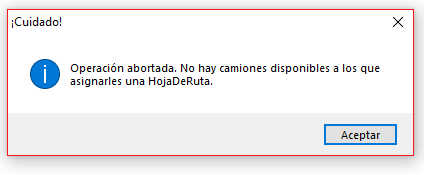 ¡Cuidado!
Operación abortada. No hay camiones disponibles a los que
asignarles una HojaDeRuta.
Aceptar